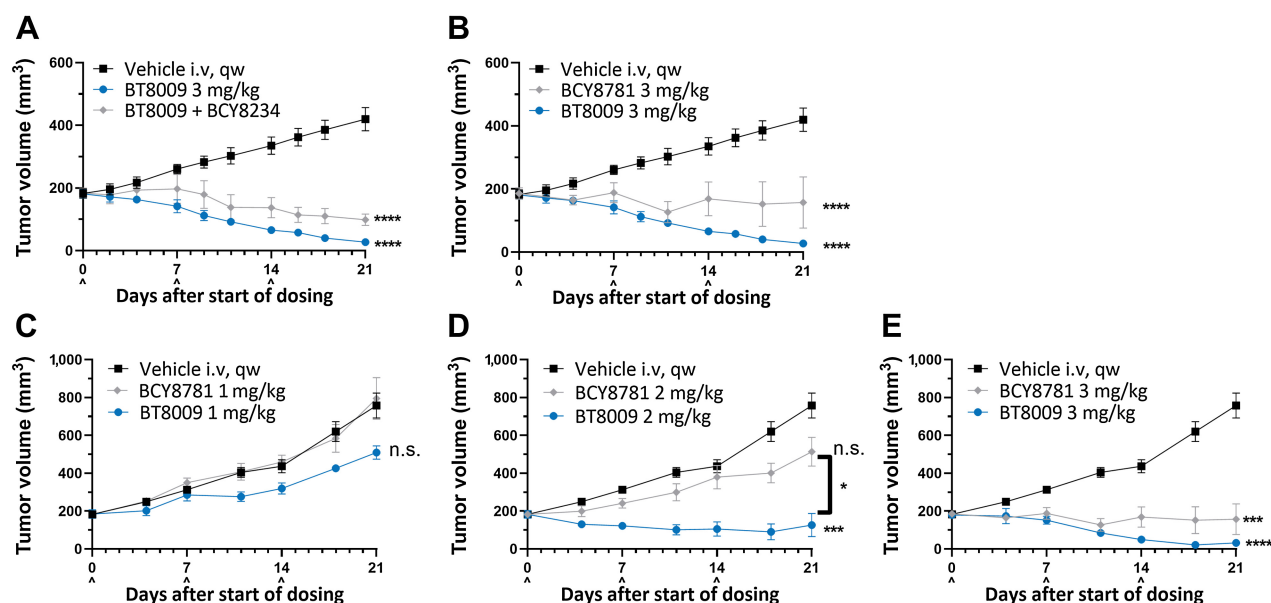 A
Tumor volume (mm³)
600
400
200
0
Vehicle i.v, qw
BT8009 3 mg/kg
BT8009 + BCY8234
****
****
0 7 14 21
^ ^ ^
Days after start of dosing
B
Tumor volume (mm³)
600
400
200
0
Vehicle i.v, qw
BCY8781 3 mg/kg
BT8009 3 mg/kg
****
****
0 7 14 21
^ ^ ^
Days after start of dosing
C
Tumor volume (mm³)
1,000
800
600
400
200
0
Vehicle i.v, qw
BCY8781 1 mg/kg
BT8009 1 mg/kg
n.s.
0 7 14 21
^ ^ ^
Days after start of dosing
D
Tumor volume (mm³)
1,000
800
600
400
200
0
Vehicle i.v, qw
BCY8781 2 mg/kg
BT8009 2 mg/kg
n.s.
*
***
0 7 14 21
^ ^ ^
Days after start of dosing
E
Tumor volume (mm³)
1,000
800
600
400
200
0
Vehicle i.v, qw
BCY8781 3 mg/kg
BT8009 3 mg/kg
***
****
0 7 14 21
^ ^ ^
Days after start of dosing